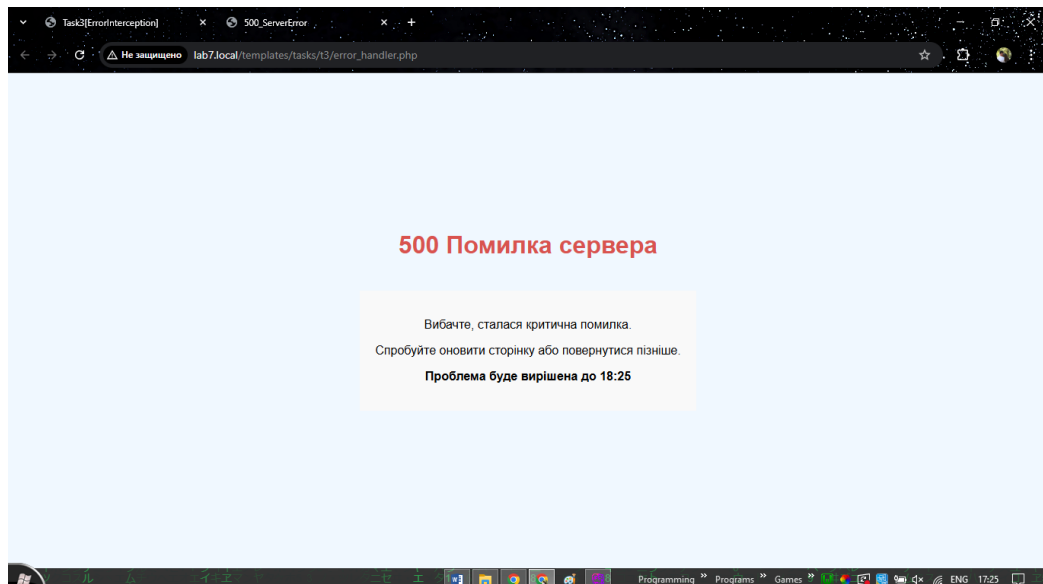 Task3[ErrorInterception]
500_ServerError
Не защищено lab7.local/templates/tasks/t3/error_handler.php
500 Помилка сервера
Вибачте, сталася критична помилка.
Спробуйте оновити сторінку або повернутися пізніше.
Проблема буде вирішена до 18:25
Programming » Programs » Games » ENG 17:25